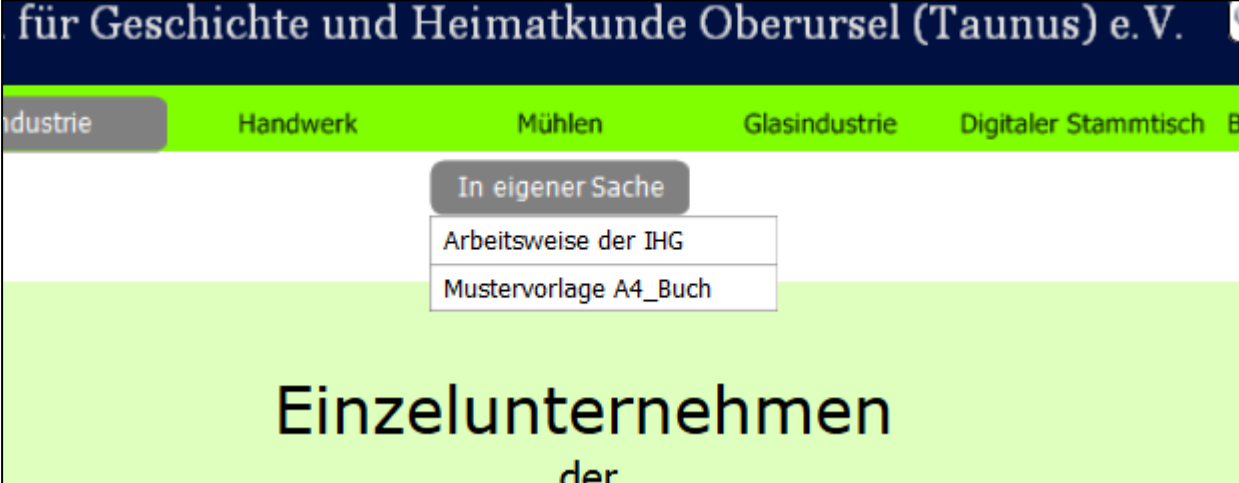 für Geschichte und Heimatkunde Oberursel (Taunus) e.V.
Handwerk Mühlen Glasindustrie Digitaler Stammtisch
In eigener Sache
Arbeitsweise der IHG
Mustervorlage A4_Buch
Einzelunternehmen
der